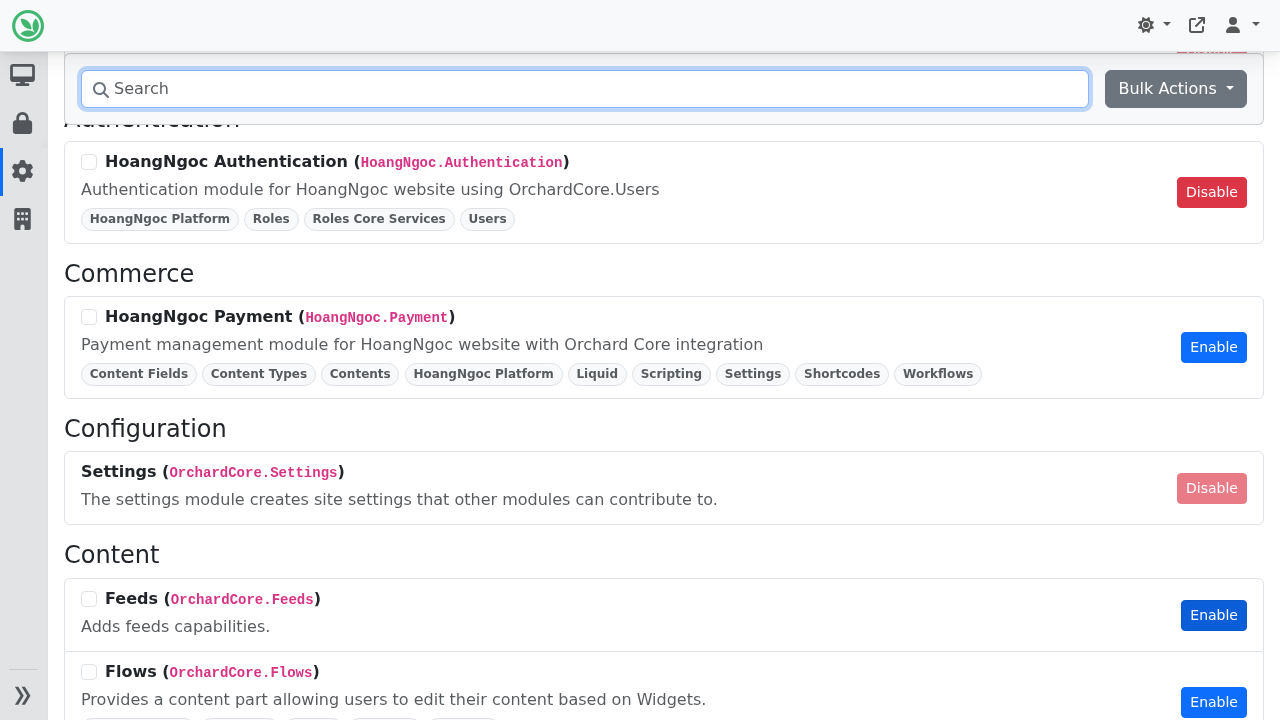 Search
Bulk Actions
Authentication
HoangNgoc Authentication (HoangNgoc.Authentication)
Authentication module for HoangNgoc website using OrchardCore.Users
Disable
HoangNgoc Platform Roles Roles Core Services Users
Commerce
HoangNgoc Payment (HoangNgoc.Payment)
Payment management module for HoangNgoc website with Orchard Core integration
Enable
Content Fields Content Types Contents HoangNgoc Platform Liquid Scripting Settings Shortcodes Workflows
Configuration
Settings (OrchardCore.Settings)
The settings module creates site settings that other modules can contribute to.
Disable
Content
Feeds (OrchardCore.Feeds)
Adds feeds capabilities.
Enable
Flows (OrchardCore.Flows)
Provides a content part allowing users to edit their content based on Widgets.
Enable